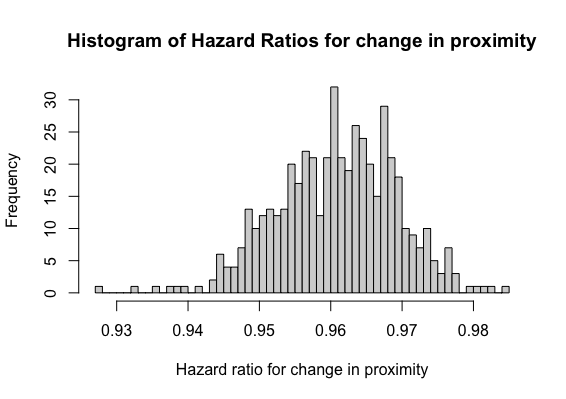 Histogram of Hazard Ratios for change in proximity
Frequency
30
25
20
15
10
5
0
0.93 0.94 0.95 0.96 0.97 0.98
Hazard ratio for change in proximity